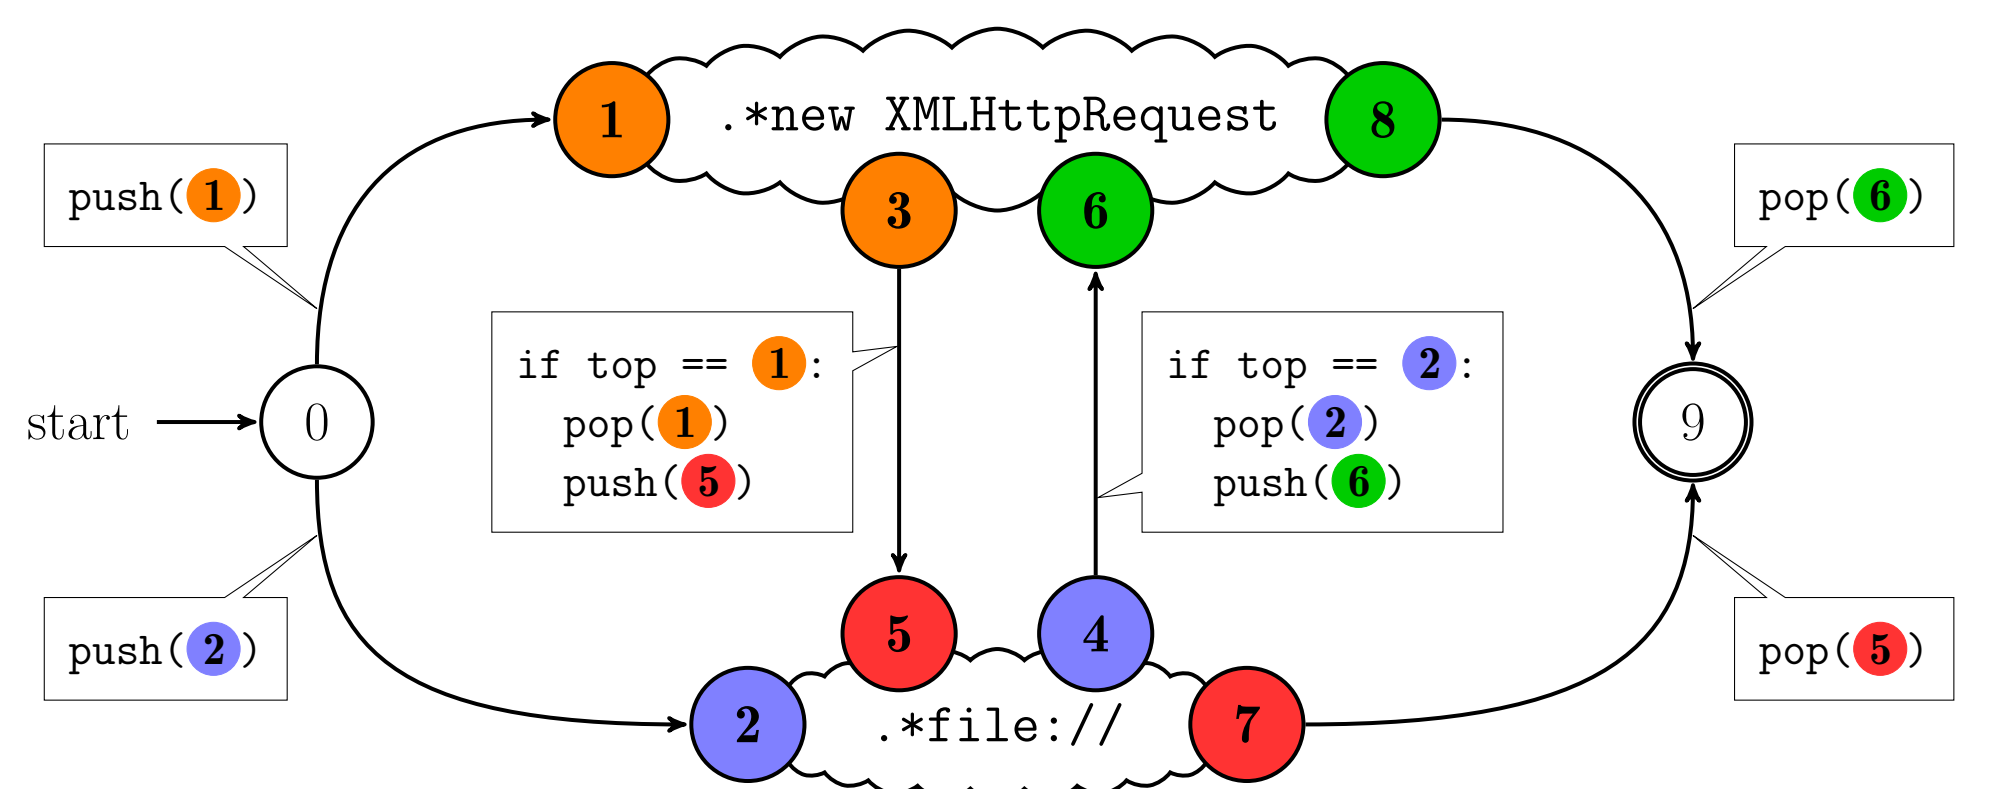 1
.*new XMLHttpRequest
8
push(1)
pop(6)
3
6
if top == 1:
pop(1)
push(5)
if top == 2:
pop(2)
push(6)
start
0
9
push(2)
pop(5)
5
4
2
.*file://
7